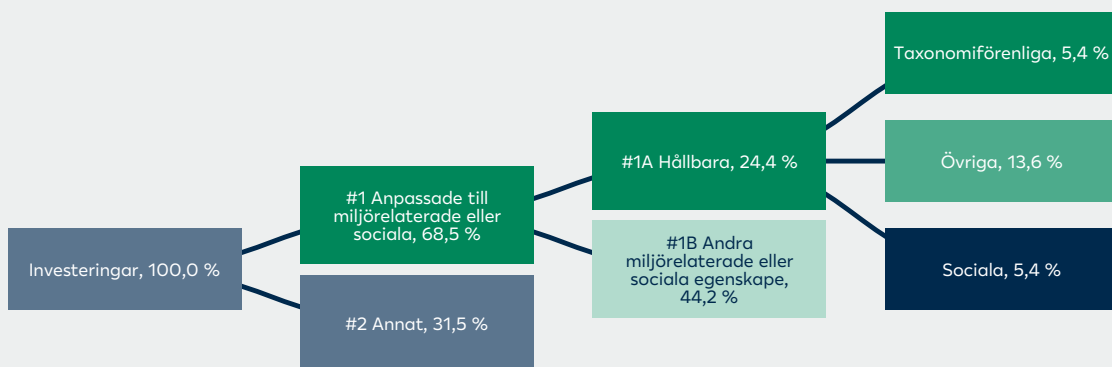 Investeringar, 100,0 %
#1 Anpassade till
miljörelaterade eller
sociala, 68,5 %
#2 Annat, 31,5 %
#1A Hållbara, 24,4 %
#1B Andra
miljörelaterade eller
sociala egenskape,
44,2 %
Taxonomiförenliga, 5,4 %
Övriga, 13,6 %
Sociala, 5,4 %